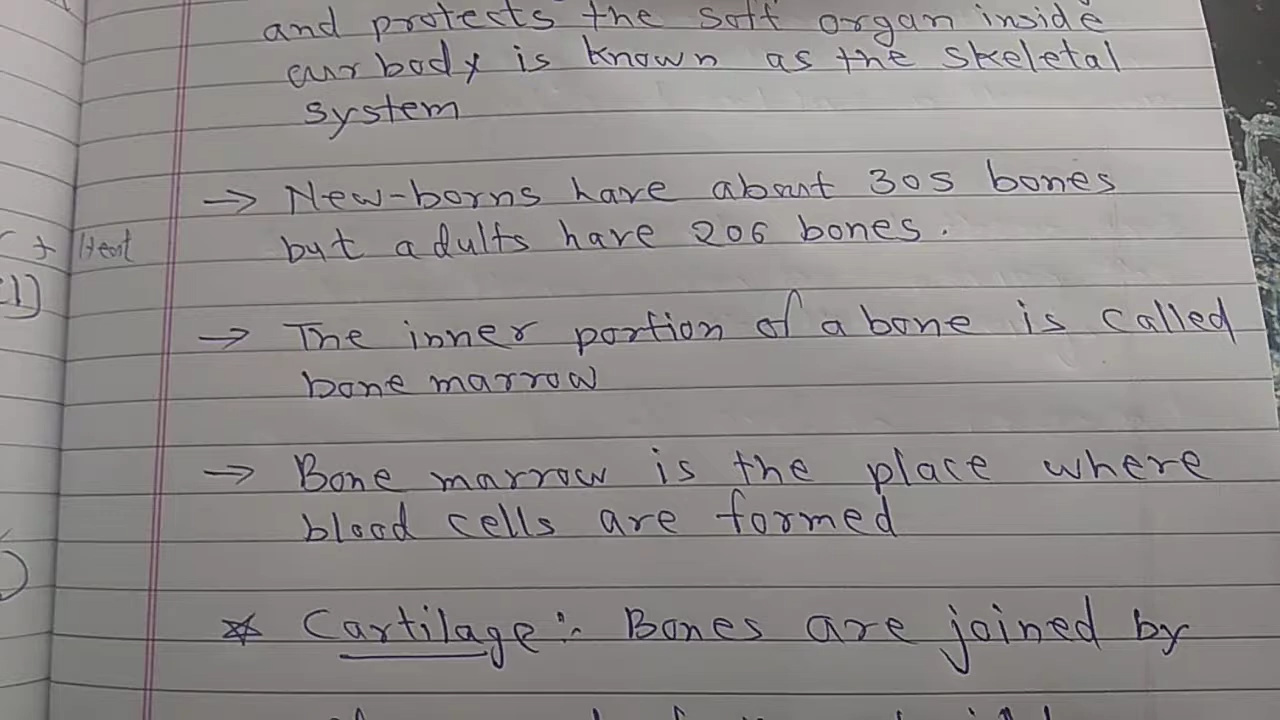 and protects the soft organ inside
our body is known as the skeletal
system
→ New-borns have about 305 bones
but adults have 206 bones.
→ The inner portion of a bone is called
bone marrow
→ Bone marrow is the place where
blood cells are formed
* Cartilage:- Bones are joined by